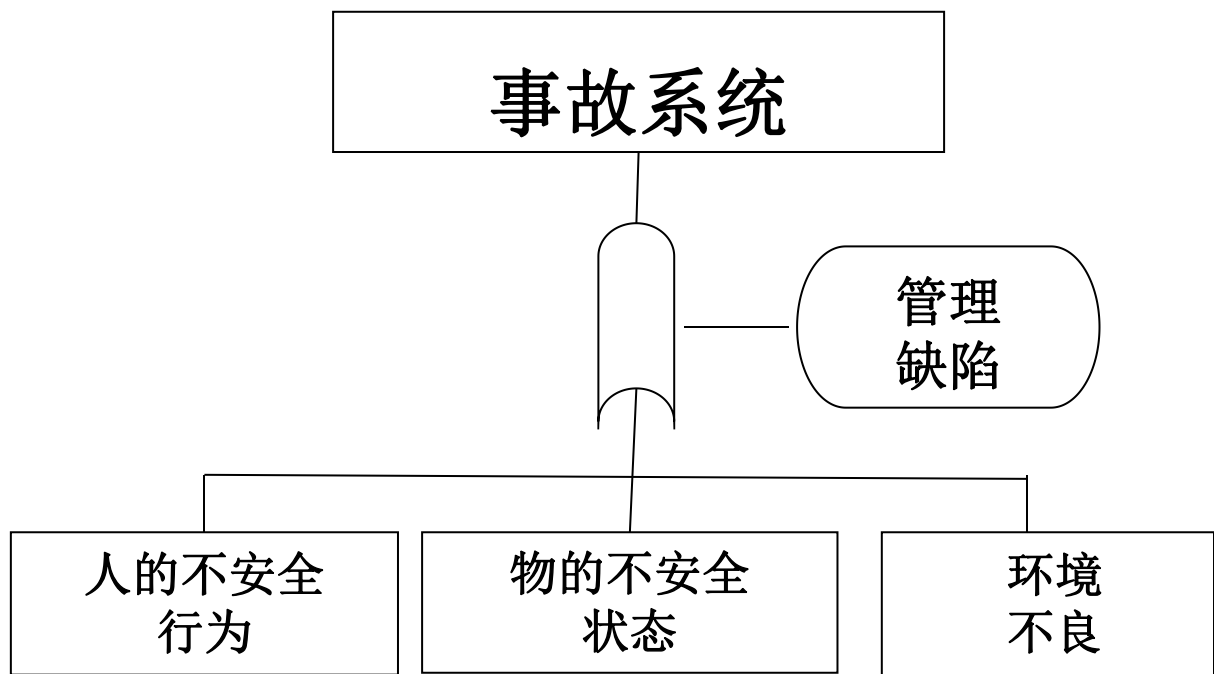 事故系统
管理
缺陷
人的不安全
行为
物的不安全
状态
环境
不良